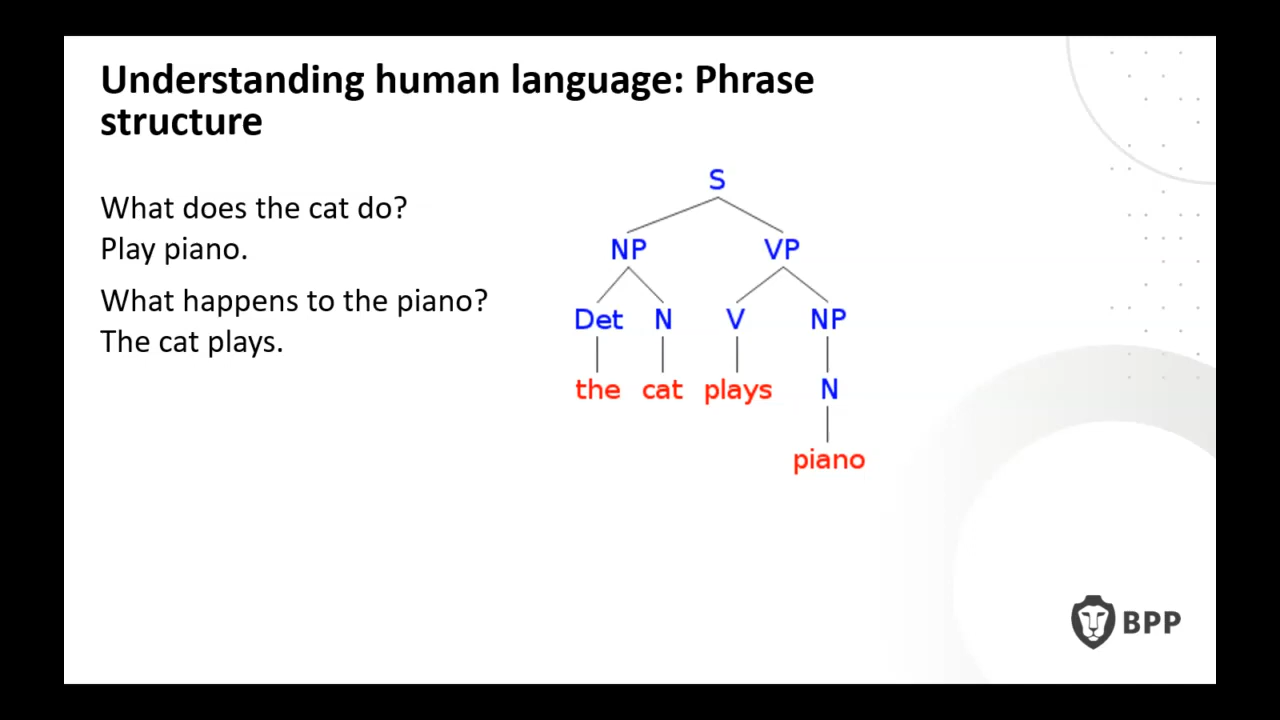 Understanding human language: Phrase
structure
What does the cat do?
Play piano.
What happens to the piano?
The cat plays.
S
NP VP
Det N V NP
the cat plays N
piano
BPP